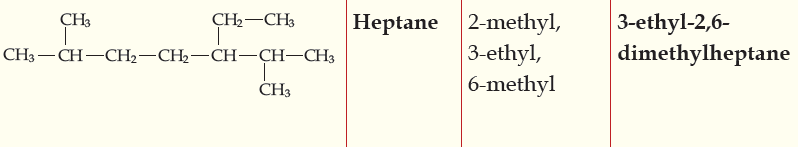 CH₃ CH₂—CH₃
CH₃—CH—CH₂—CH₂—CH—CH—CH₃
CH₃
Heptane
2-methyl,
3-ethyl,
6-methyl
3-ethyl-2,6-
dimethylheptane